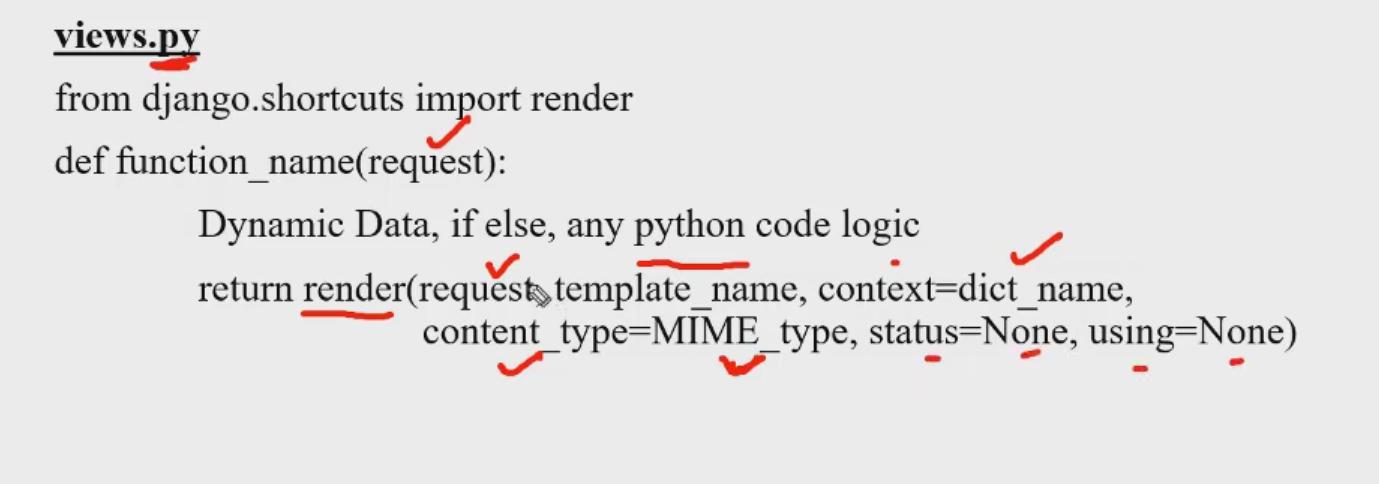 views.py
from django.shortcuts import render
def function_name(request):
Dynamic Data, if else, any python code logic
return render(request, template_name, context=dict_name,
content_type=MIME_type, status=None, using=None)